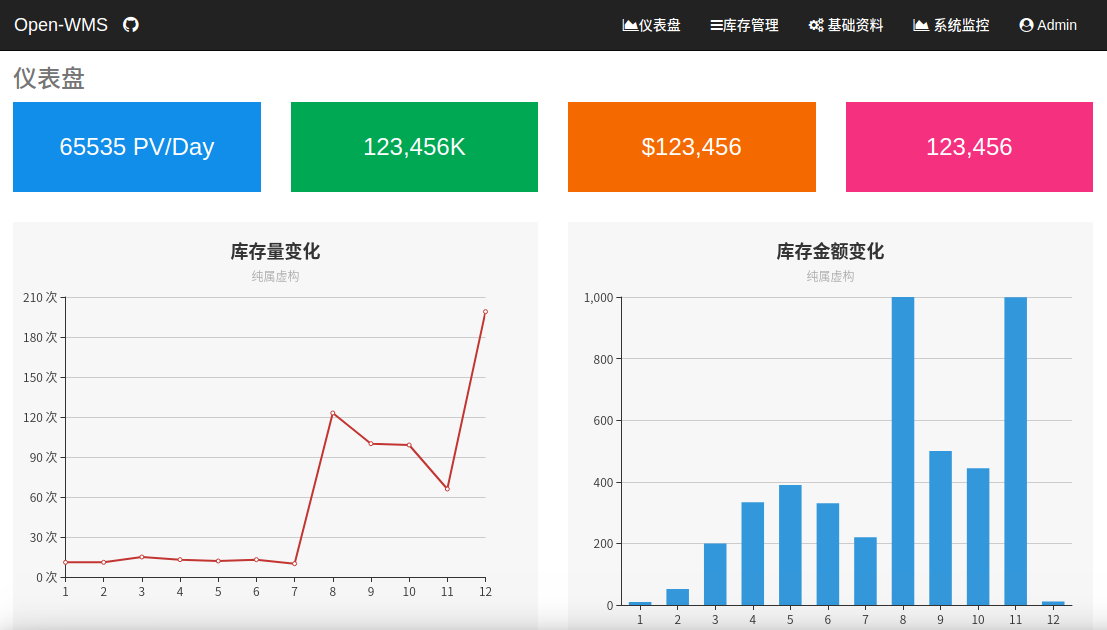 Open-WMS 仪表盘 库存管理 基础资料 系统监控 Admin
仪表盘
65535 PV/Day
123,456K
$123,456
123,456
库存量变化
纯属虚构
210 次
180 次
150 次
120 次
90 次
60 次
30 次
0 次
1 2 3 4 5 6 7 8 9 10 11 12
库存金额变化
纯属虚构
1,000
800
600
400
200
0
1 2 3 4 5 6 7 8 9 10 11 12